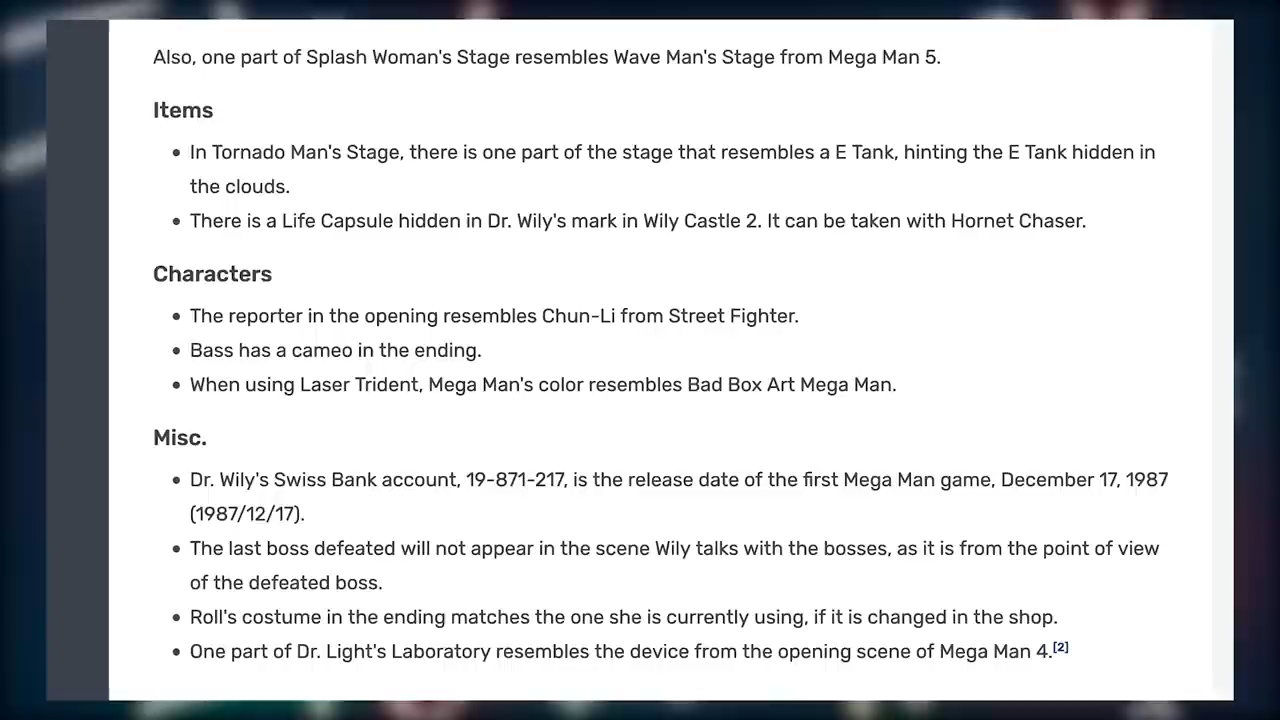 Also, one part of Splash Woman's Stage resembles Wave Man's Stage from Mega Man 5.
Items
• In Tornado Man's Stage, there is one part of the stage that resembles a E Tank, hinting the E Tank hidden in
the clouds.
• There is a Life Capsule hidden in Dr. Wily's mark in Wily Castle 2. It can be taken with Hornet Chaser.
Characters
• The reporter in the opening resembles Chun-Li from Street Fighter.
• Bass has a cameo in the ending.
• When using Laser Trident, Mega Man's color resembles Bad Box Art Mega Man.
Misc.
• Dr. Wily's Swiss Bank account, 19-871-217, is the release date of the first Mega Man game, December 17, 1987
(1987/12/17).
• The last boss defeated will not appear in the scene Wily talks with the bosses, as it is from the point of view
of the defeated boss.
• Roll's costume in the ending matches the one she is currently using, if it is changed in the shop.
• One part of Dr. Light's Laboratory resembles the device from the opening scene of Mega Man 4.[2]